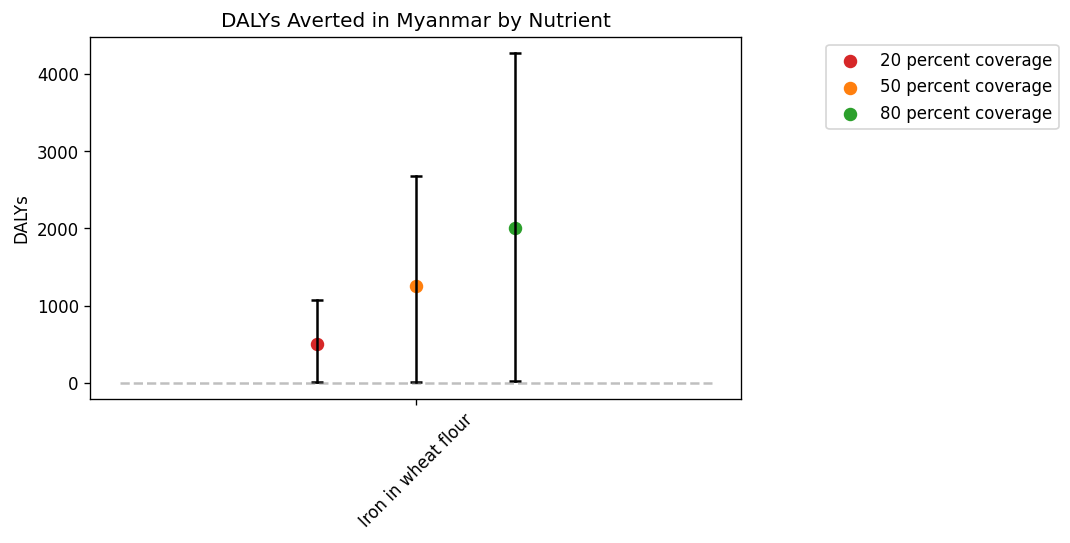 DALYs Averted in Myanmar by Nutrient
20 percent coverage
50 percent coverage
80 percent coverage
DALYs
4000
3000
2000
1000
0
Iron in wheat flour